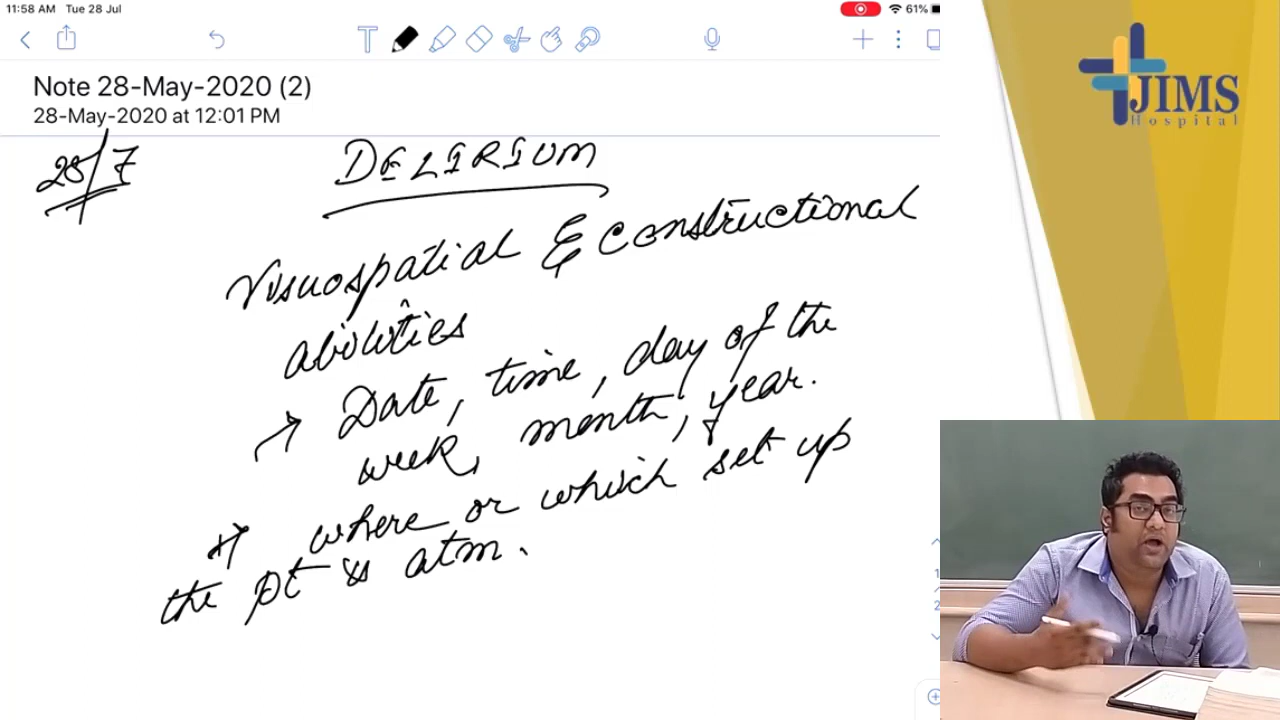 11:58 AM Tue 28 Jul
61%
JIMS
Hospital
Note 28-May-2020 (2)
28-May-2020 at 12:01 PM
28/7
DELIRIUM
Visuospatial & constructional
abilities
→ Date, time, day of the
week, month, year.
→ where or which set up
the pt is atm.
1
2